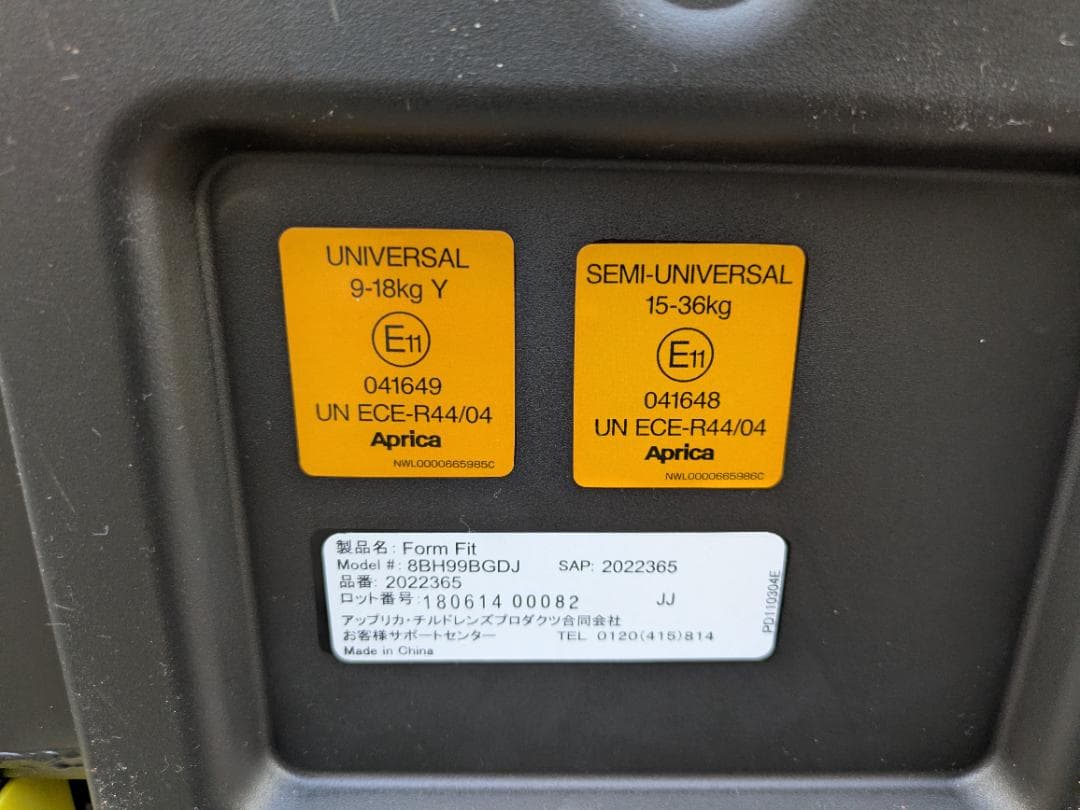 UNIVERSAL
9-18kg Y
E11
041649
UN ECE-R44/04
Aprica
NWL0000665985C
SEMI-UNIVERSAL
15-36kg
E11
041648
UN ECE-R44/04
Aprica
NWL0000665986C
製品名: Form Fit
Model #: 8BH99BGDJ SAP: 2022365
品番: 2022365
ロット番号: 180614 00082 JJ
アップリカ・チルドレンズプロダクツ合同会社
お客様サポートセンター TEL 0120(415)814
Made in China
PD110304E